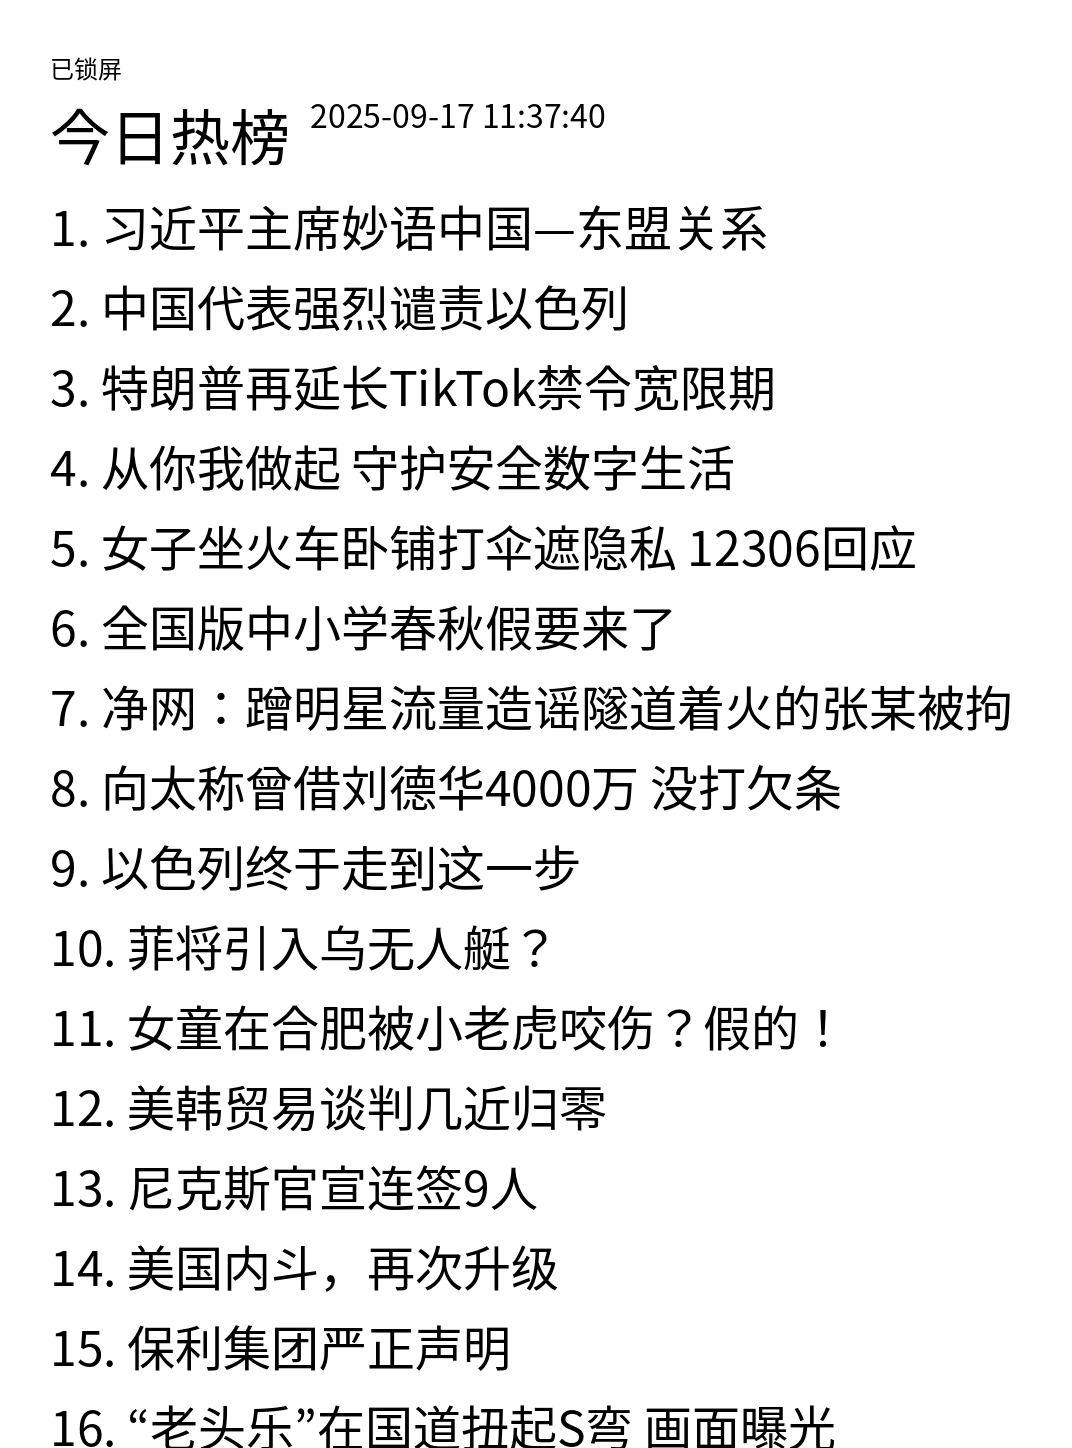 已锁屏
今日热榜 2025-09-17 11:37:40
1. 习近平主席妙语中国—东盟关系
2. 中国代表强烈谴责以色列
3. 特朗普再延长TikTok禁令宽限期
4. 从你我做起 守护安全数字生活
5. 女子坐火车卧铺打伞遮隐私 12306回应
6. 全国版中小学春秋假要来了
7. 净网：蹭明星流量造谣隧道着火的张某被拘
8. 向太称曾借刘德华4000万 没打欠条
9. 以色列终于走到这一步
10. 菲将引入乌无人艇？
11. 女童在合肥被小老虎咬伤？假的！
12. 美韩贸易谈判几近归零
13. 尼克斯官宣连签9人
14. 美国内斗，再次升级
15. 保利集团严正声明
16. “老头乐”在国道扭起S弯 画面曝光